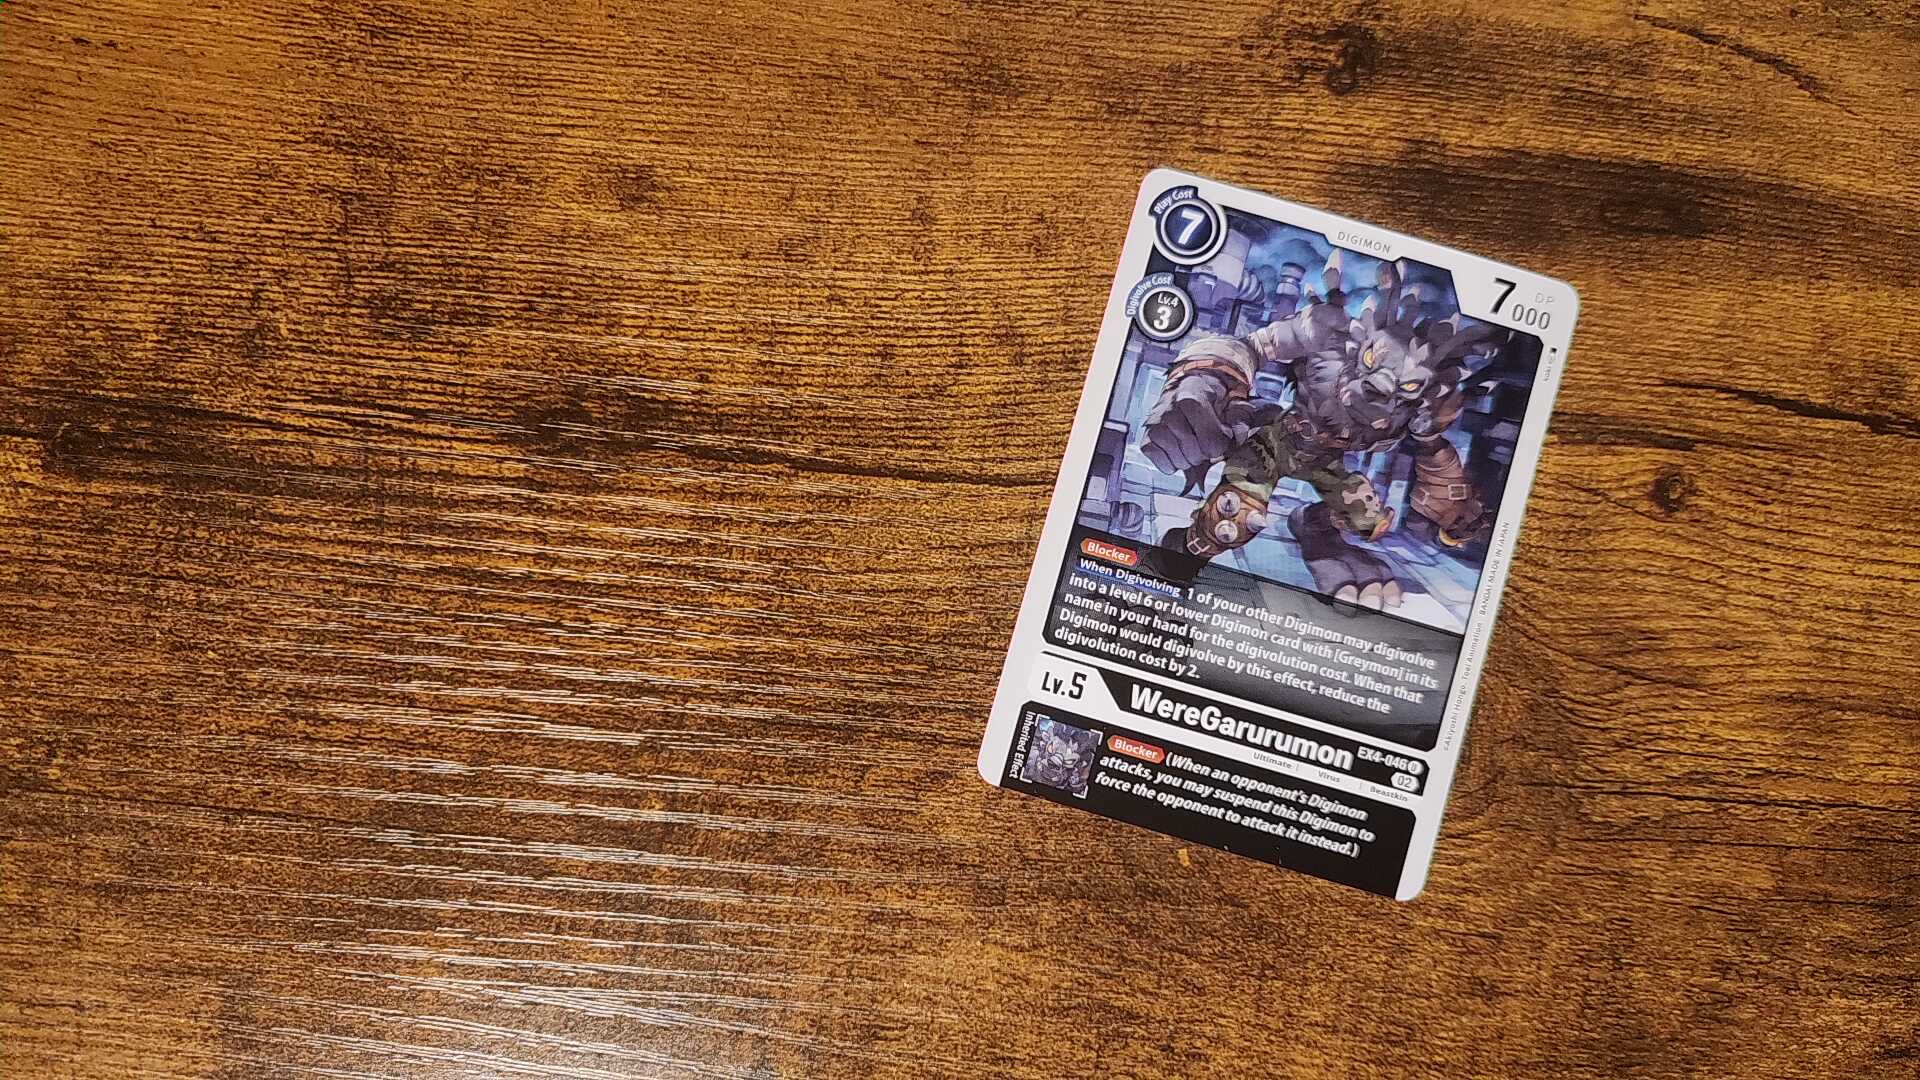 Play Cost
7
DIGIMON
7000
DP
Digivolve Cost
Lv.4
3
Blocker
When Digivolving 1 of your other Digimon may digivolve
into a level 6 or lower Digimon card with [Greymon] in its
name in your hand for the digivolution cost. When that
Digimon would digivolve by this effect, reduce the
digivolution cost by 2.
Lv.5
WereGarurumon
EX4-046 U
02
Ultimate | Virus | Beastkin
Inherited Effect
Blocker (When an opponent's Digimon
attacks, you may suspend this Digimon to
force the opponent to attack it instead.)
©Akiyoshi Hongo, Toei Animation BANDAI MADE IN JAPAN